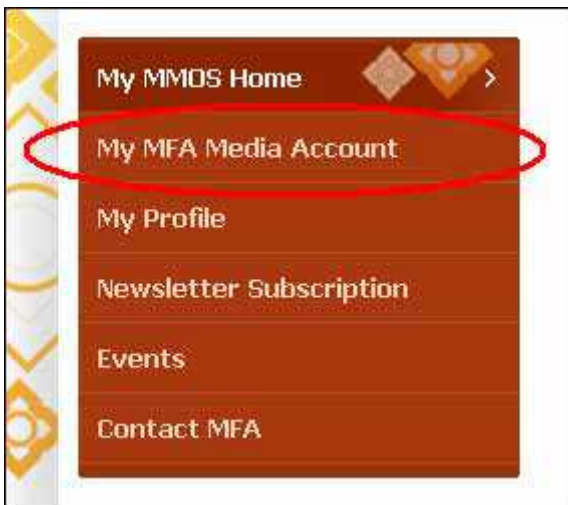 My MMOS Home
My MFA Media Account
My Profile
Newsletter Subscription
Events
Contact MFA